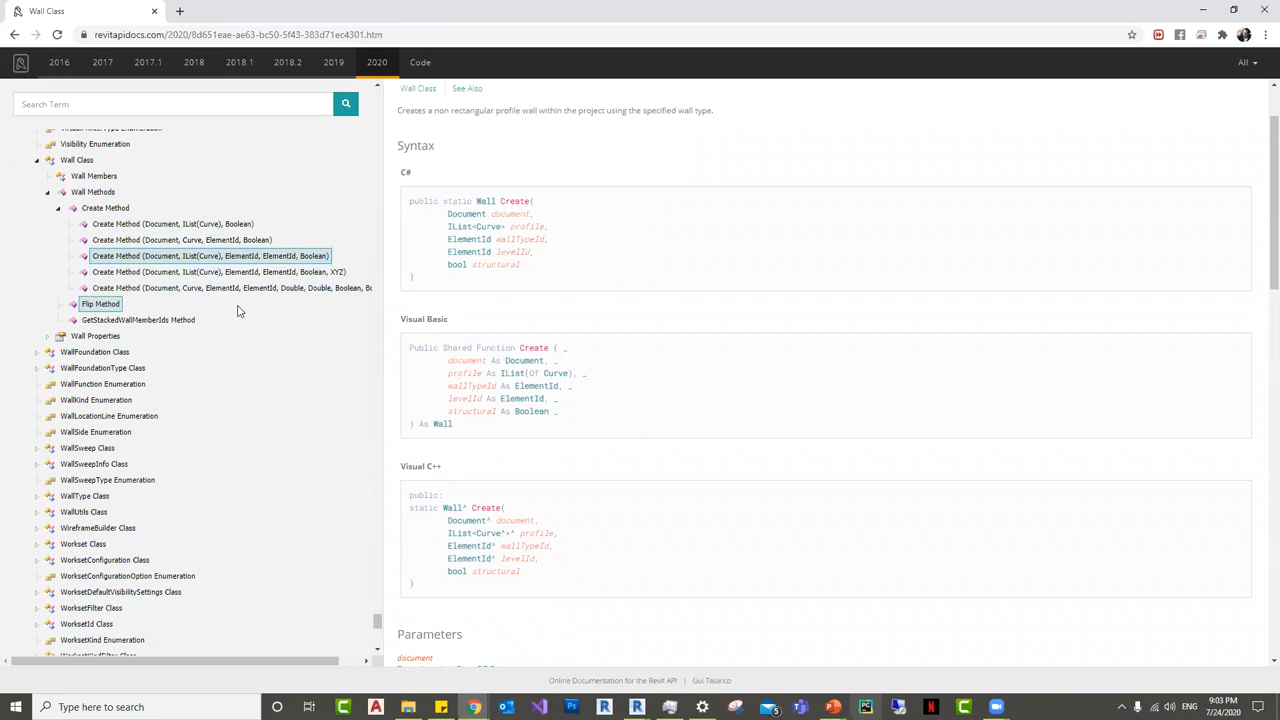 Wall Class
revitapidocs.com/2020/8d651eae-ae63-bc50-5f43-383d71ec4301.htm
2016 2017 2017.1 2018 2018.1 2018.2 2019 2020 Code All
Search Term
Visibility Enumeration
Wall Class
Wall Members
Wall Methods
Create Method
Create Method (Document, IList(Curve), Boolean)
Create Method (Document, Curve, ElementId, Boolean)
Create Method (Document, IList(Curve), ElementId, ElementId, Boolean)
Create Method (Document, IList(Curve), ElementId, ElementId, Boolean, XYZ)
Create Method (Document, Curve, ElementId, ElementId, Double, Double, Boolean, Bo
Flip Method
GetStackedWallMemberIds Method
Wall Properties
WallFoundation Class
WallFoundationType Class
WallFunction Enumeration
WallKind Enumeration
WallLocationLine Enumeration
WallSide Enumeration
WallSweep Class
WallSweepInfo Class
WallSweepType Enumeration
WallType Class
WallUtils Class
WireframeBuilder Class
Workset Class
WorksetConfiguration Class
WorksetConfigurationOption Enumeration
WorksetDefaultVisibilitySettings Class
WorksetFilter Class
WorksetId Class
WorksetKind Enumeration
Wall Class See Also
Creates a non rectangular profile wall within the project using the specified wall type.
Syntax
C#
public static Wall Create(
Document document,
IList<Curve> profile,
ElementId wallTypeId,
ElementId levelId,
bool structural
)
Visual Basic
Public Shared Function Create ( _
document As Document, _
profile As IList(Of Curve), _
wallTypeId As ElementId, _
levelId As ElementId, _
structural As Boolean _
) As Wall
Visual C++
public:
static Wall^ Create(
Document^ document,
IList<Curve^>^ profile,
ElementId^ wallTypeId,
ElementId^ levelId,
bool structural
)
Parameters
document
Online Documentation for the Revit API | Gui Talarico
Type here to search
9:03 PM
7/24/2020